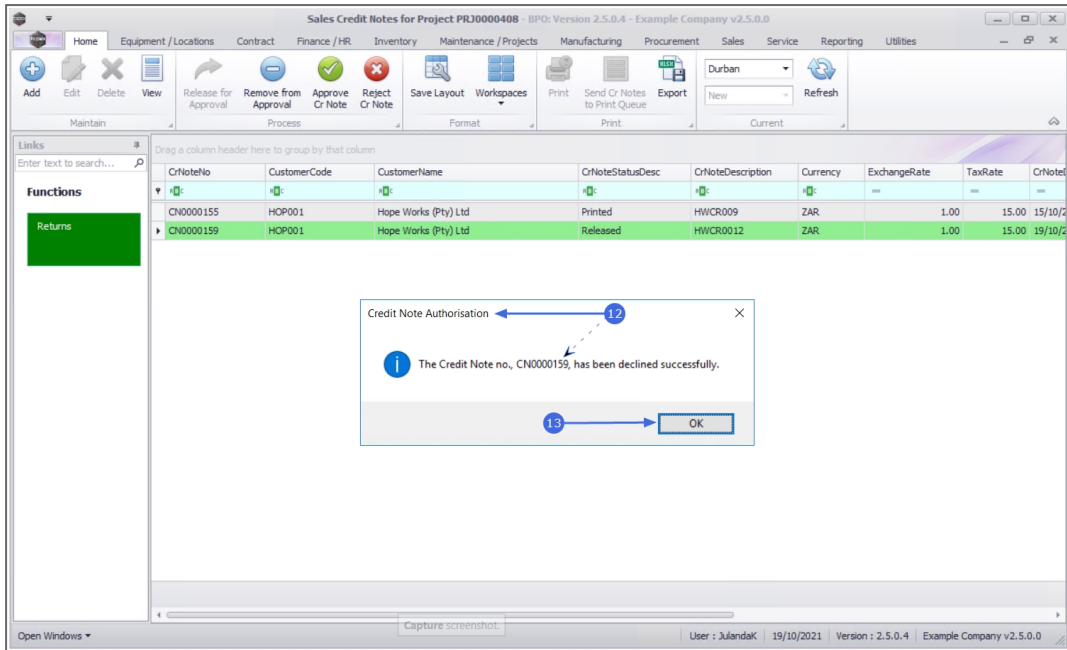 Sales Credit Notes for Project PRJ0000408 - BPO: Version 2.5.0.4 - Example Company v2.5.0.0
Home Equipment / Locations Contract Finance / HR Inventory Maintenance / Projects Manufacturing Procurement Sales Service Reporting Utilities
Add Edit Delete View Release for Approval Remove from Approval Approve Cr Note Reject Cr Note Save Layout Workspaces Print Send Cr Notes to Print Queue Export Durban New Refresh
Maintain Process Format Print Current
Links
Enter text to search...
Functions
Returns
Drag a column header here to group by that column
CrNoteNo CustomerCode CustomerName CrNoteStatusDesc CrNoteDescription Currency ExchangeRate TaxRate CrNoteD
CN0000155 HOP001 Hope Works (Pty) Ltd Printed HWCR009 ZAR 1.00 15.00 15/10/2
CN0000159 HOP001 Hope Works (Pty) Ltd Released HWCR0012 ZAR 1.00 15.00 19/10/2
Credit Note Authorisation 12
The Credit Note no., CN0000159, has been declined successfully.
13 OK
Capture screenshot.
Open Windows User : JulandaK 19/10/2021 Version : 2.5.0.4 Example Company v2.5.0.0